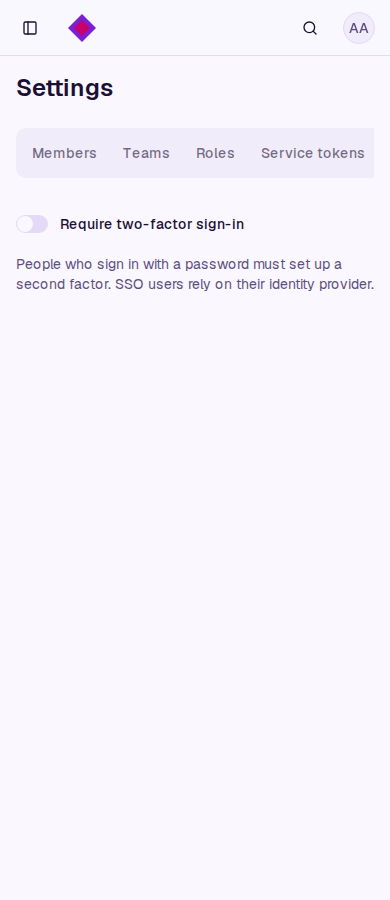 AA
Settings
Members Teams Roles Service tokens
Require two-factor sign-in
People who sign in with a password must set up a
second factor. SSO users rely on their identity provider.